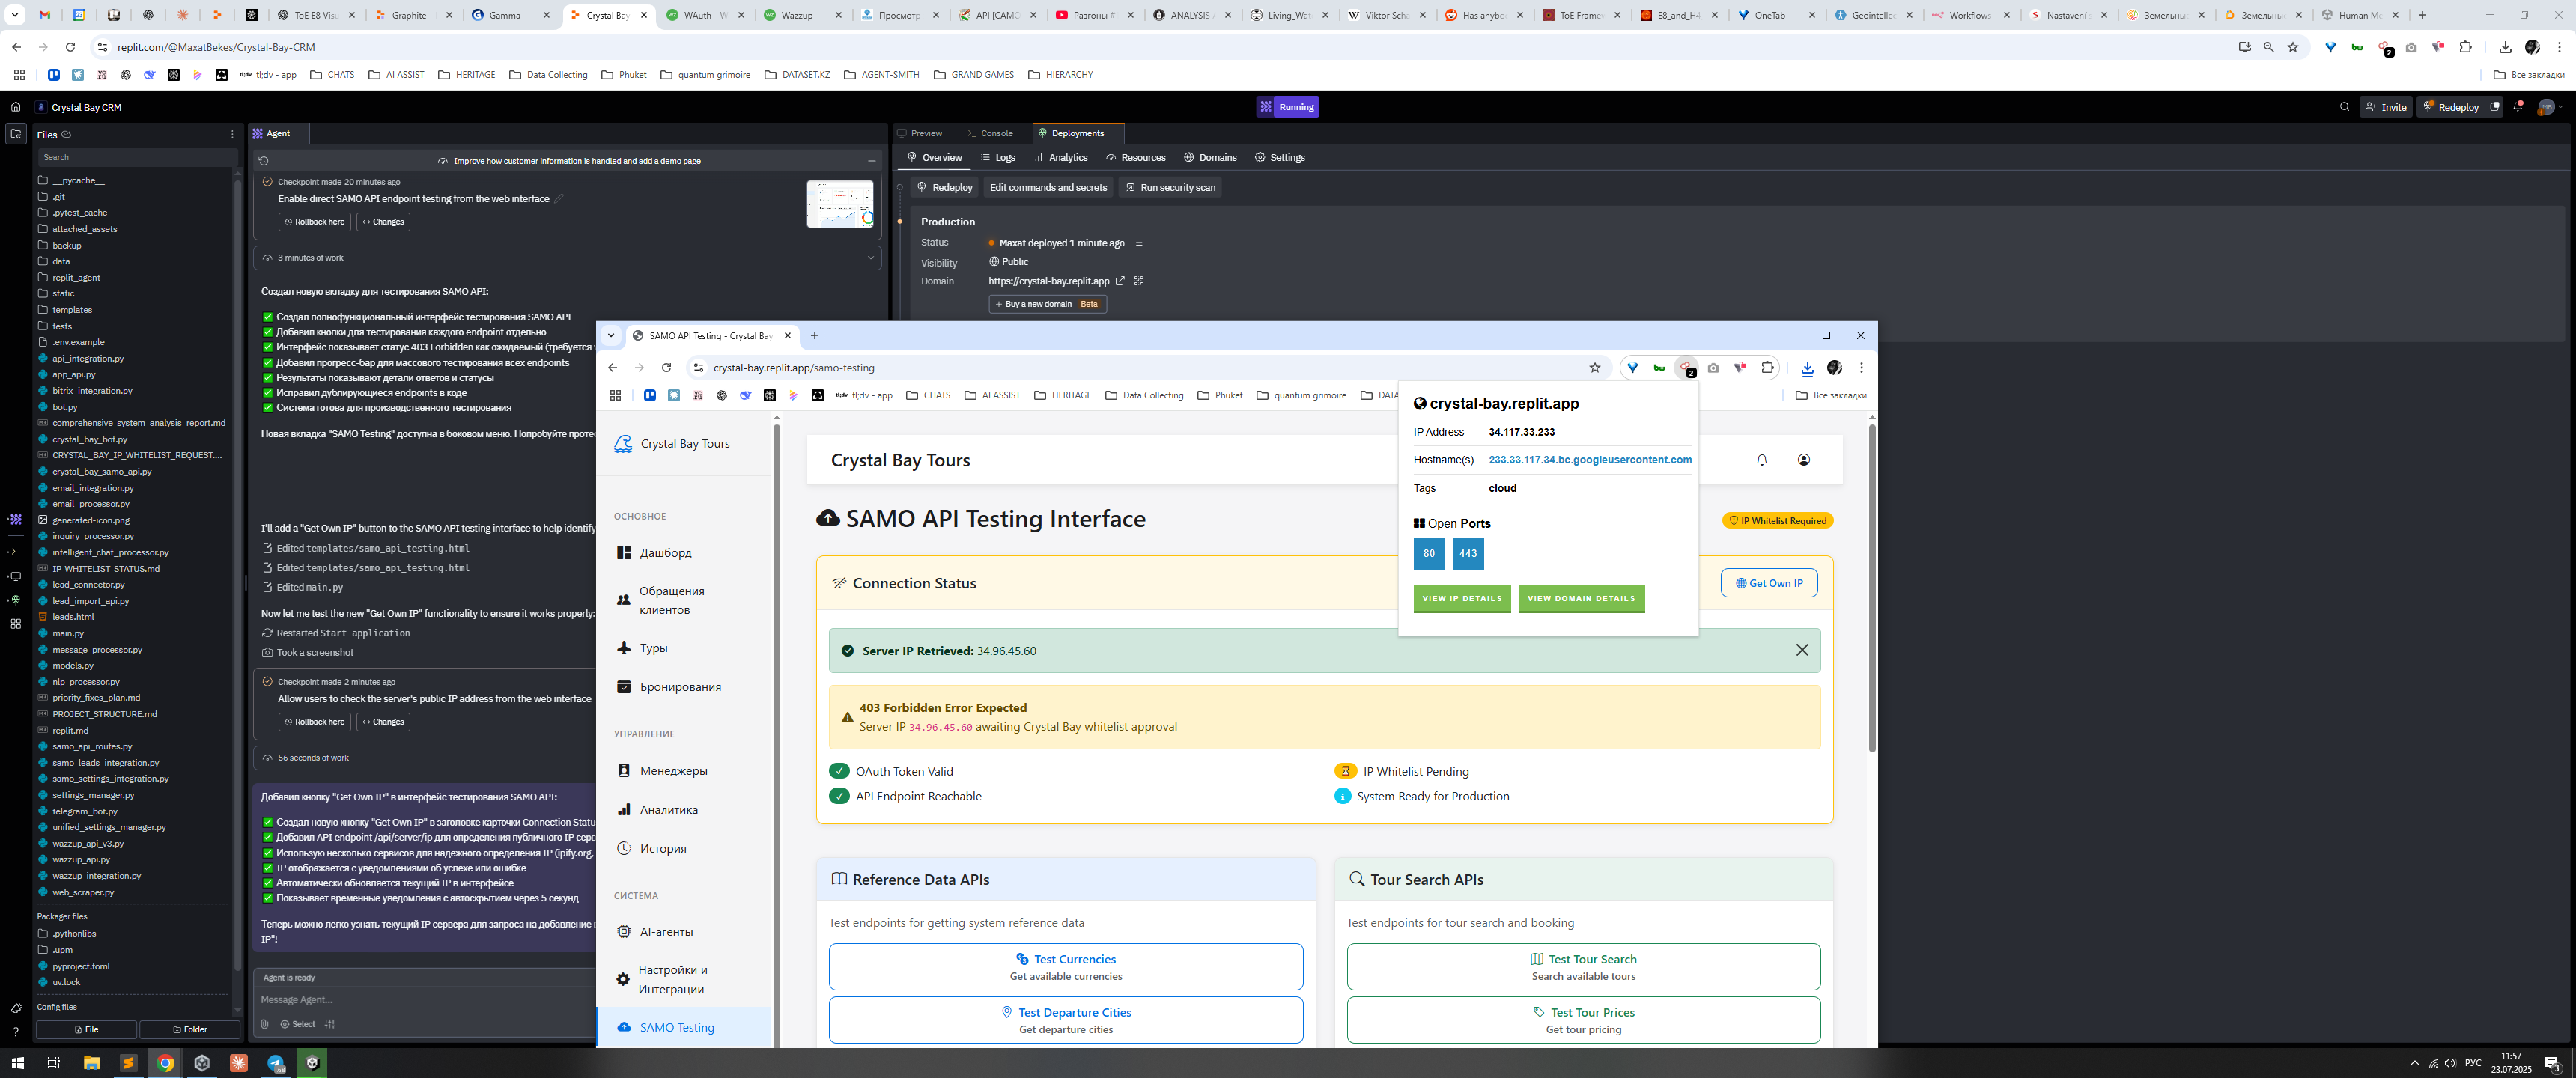 ToE E8 Visu
Graphite -
Gamma
Crystal Bay
WAuth - W
Wazzup
Просмотр
API [САМО
Разгоны #
ANALYSIS
Living_Wat
Viktor Scha
Has anybod
ToE Frame
E8_and_H4
OneTab
Geointellec
Workflows
Nastavení s
Земельны
Земельны
Human Me
replit.com/@MaxatBekes/Crystal-Bay-CRM
2
tl;dv - app
CHATS
AI ASSIST
HERITAGE
Data Collecting
Phuket
quantum grimoire
DATASET.KZ
AGENT-SMITH
GRAND GAMES
HIERARCHY
Все закладки
Crystal Bay CRM
Running
Invite
Redeploy
Files
Search
__pycache__
.git
.pytest_cache
attached_assets
backup
data
replit_agent
static
templates
tests
.env.example
api_integration.py
app_api.py
bitrix_integration.py
bot.py
comprehensive_system_analysis_report.md
crystal_bay_bot.py
CRYSTAL_BAY_IP_WHITELIST_REQUEST....
crystal_bay_samo_api.py
email_integration.py
email_processor.py
generated-icon.png
inquiry_processor.py
intelligent_chat_processor.py
IP_WHITELIST_STATUS.md
lead_connector.py
lead_import_api.py
leads.html
main.py
message_processor.py
models.py
nlp_processor.py
priority_fixes_plan.md
PROJECT_STRUCTURE.md
replit.md
samo_api_routes.py
samo_leads_integration.py
samo_settings_integration.py
settings_manager.py
telegram_bot.py
unified_settings_manager.py
wazzup_api_v3.py
wazzup_api.py
wazzup_integration.py
web_scraper.py
Packager files
.pythonlibs
.upm
pyproject.toml
uv.lock
Config files
File
Folder
Agent
Improve how customer information is handled and add a demo page
Checkpoint made 20 minutes ago
Enable direct SAMO API endpoint testing from the web interface
Rollback here
Changes
3 minutes of work
Создал новую вкладку для тестирования SAMO API:
✅ Создал полнофункциональный интерфейс тестирования SAMO API
✅ Добавил кнопки для тестирования каждого endpoint отдельно
✅ Интерфейс показывает статус 403 Forbidden как ожидаемый (требуется
✅ Добавил прогресс-бар для массового тестирования всех endpoints
✅ Результаты показывают детали ответов и статусы
✅ Исправил дублирующиеся endpoints в коде
✅ Система готова для производственного тестирования
Новая вкладка "SAMO Testing" доступна в боковом меню. Попробуйте проте
I'll add a "Get Own IP" button to the SAMO API testing interface to help identify
Edited templates/samo_api_testing.html
Edited templates/samo_api_testing.html
Edited main.py
Now let me test the new "Get Own IP" functionality to ensure it works properly:
Restarted Start application
Took a screenshot
Checkpoint made 2 minutes ago
Allow users to check the server's public IP address from the web interface
Rollback here
Changes
56 seconds of work
Добавил кнопку "Get Own IP" в интерфейс тестирования SAMO API:
✅ Создал новую кнопку "Get Own IP" в заголовке карточки Connection Statu
✅ Добавил API endpoint /api/server/ip для определения публичного IP серв
✅ Использую несколько сервисов для надежного определения IP (ipify.org,
✅ IP отображается с уведомлениями об успехе или ошибке
✅ Автоматически обновляется текущий IP в интерфейсе
✅ Показывает временные уведомления с автоскрытием через 5 секунд
Теперь можно легко узнать текущий IP сервера для запроса на добавление
IP"!
Agent is ready
Message Agent...
Select
Preview
Console
Deployments
Overview
Logs
Analytics
Resources
Domains
Settings
Redeploy
Edit commands and secrets
Run security scan
Production
Status
Maxat deployed 1 minute ago
Visibility
Public
Domain
https://crystal-bay.replit.app
+ Buy a new domain Beta
SAMO API Testing - Crystal Bay
crystal-bay.replit.app/samo-testing
2
tl;dv - app
CHATS
AI ASSIST
HERITAGE
Data Collecting
Phuket
quantum grimoire
DATA
Все закладки
crystal-bay.replit.app
IP Address 34.117.33.233
Hostname(s) 233.33.117.34.bc.googleusercontent.com
Tags cloud
Open Ports
80
443
VIEW IP DETAILS
VIEW DOMAIN DETAILS
Crystal Bay Tours
ОСНОВНОЕ
Дашборд
Обращения
клиентов
Туры
Бронирования
УПРАВЛЕНИЕ
Менеджеры
Аналитика
История
СИСТЕМА
AI-агенты
Настройки и
Интеграции
SAMO Testing
Crystal Bay Tours
SAMO API Testing Interface
IP Whitelist Required
Connection Status
Get Own IP
Server IP Retrieved: 34.96.45.60
403 Forbidden Error Expected
Server IP 34.96.45.60 awaiting Crystal Bay whitelist approval
OAuth Token Valid
IP Whitelist Pending
API Endpoint Reachable
System Ready for Production
Reference Data APIs
Test endpoints for getting system reference data
Test Currencies
Get available currencies
Test Departure Cities
Get departure cities
Tour Search APIs
Test endpoints for tour search and booking
Test Tour Search
Search available tours
Test Tour Prices
Get tour pricing
РУС
11:57
23.07.2025
3